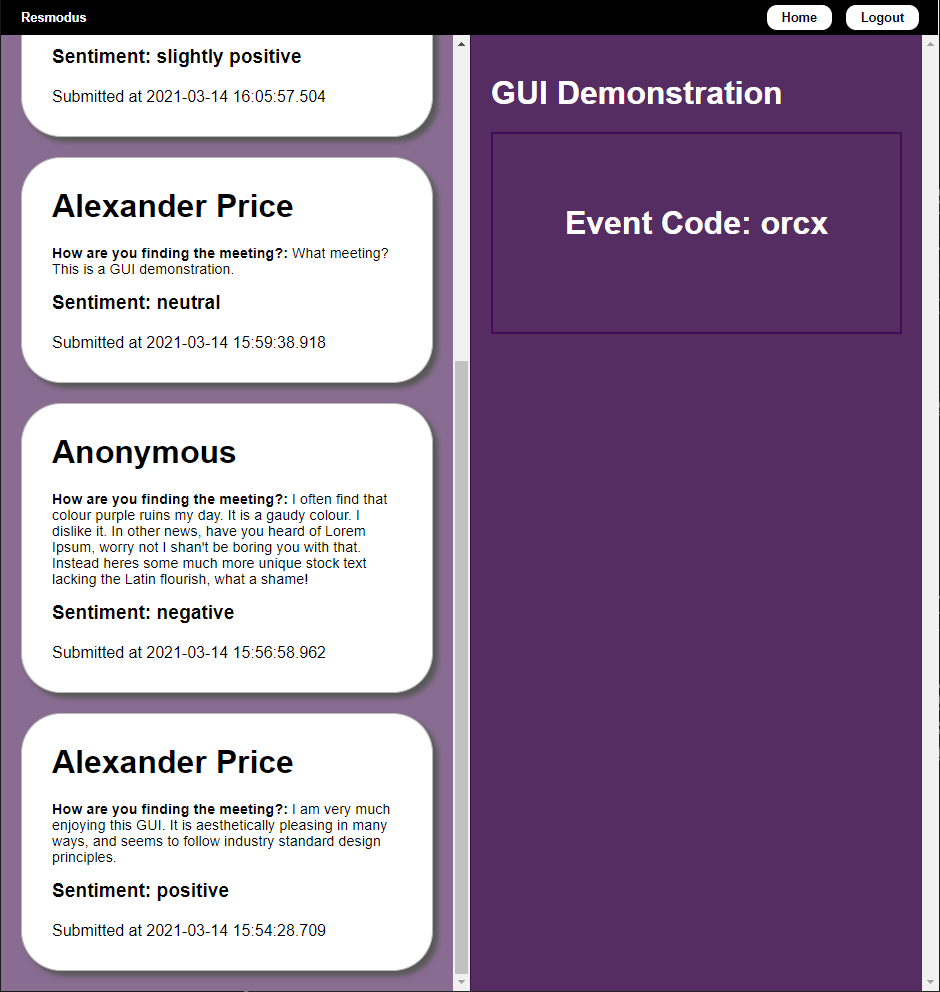 Resmodus
Home
Logout
Sentiment: slightly positive
Submitted at 2021-03-14 16:05:57.504
Alexander Price
How are you finding the meeting?: What meeting?
This is a GUI demonstration.
Sentiment: neutral
Submitted at 2021-03-14 15:59:38.918
Anonymous
How are you finding the meeting?: I often find that
colour purple ruins my day. It is a gaudy colour. I
dislike it. In other news, have you heard of Lorem
Ipsum, worry not I shan't be boring you with that.
Instead heres some much more unique stock text
lacking the Latin flourish, what a shame!
Sentiment: negative
Submitted at 2021-03-14 15:56:58.962
Alexander Price
How are you finding the meeting?: I am very much
enjoying this GUI. It is aesthetically pleasing in many
ways, and seems to follow industry standard design
principles.
Sentiment: positive
Submitted at 2021-03-14 15:54:28.709
GUI Demonstration
Event Code: orcx